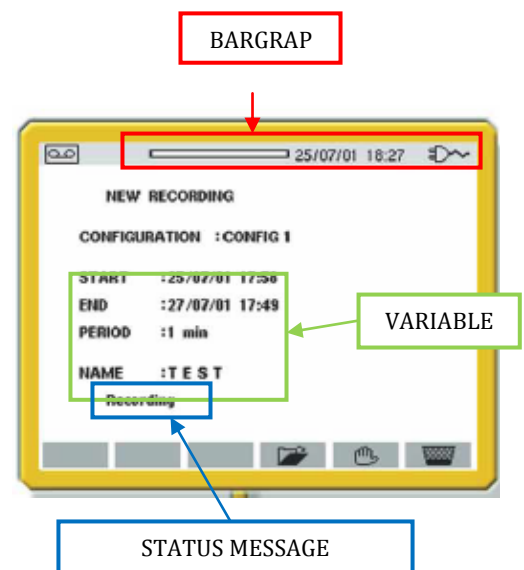 BARGRAP
25/07/01 18:27
NEW RECORDING
CONFIGURATION :CONFIG 1
START :25/07/01 17:58
END :27/07/01 17:49
PERIOD :1 min
VARIABLE
NAME :T E S T
Recording
STATUS MESSAGE